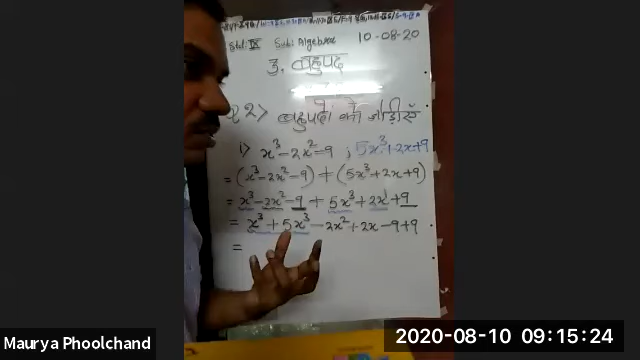 Std: IX Sub: Algebra 10-08-20
3. बहुपद
Q 2> बहुपदों को जोड़िए
1) x³-2x²-9 ; 5x³+2x+9
= (x³-2x²-9) + (5x³+2x+9)
= x³-2x²-9 + 5x³+2x+9
= x³+5x³-2x²+2x-9+9
=
Maurya Phoolchand
2020-08-10 09:15:24